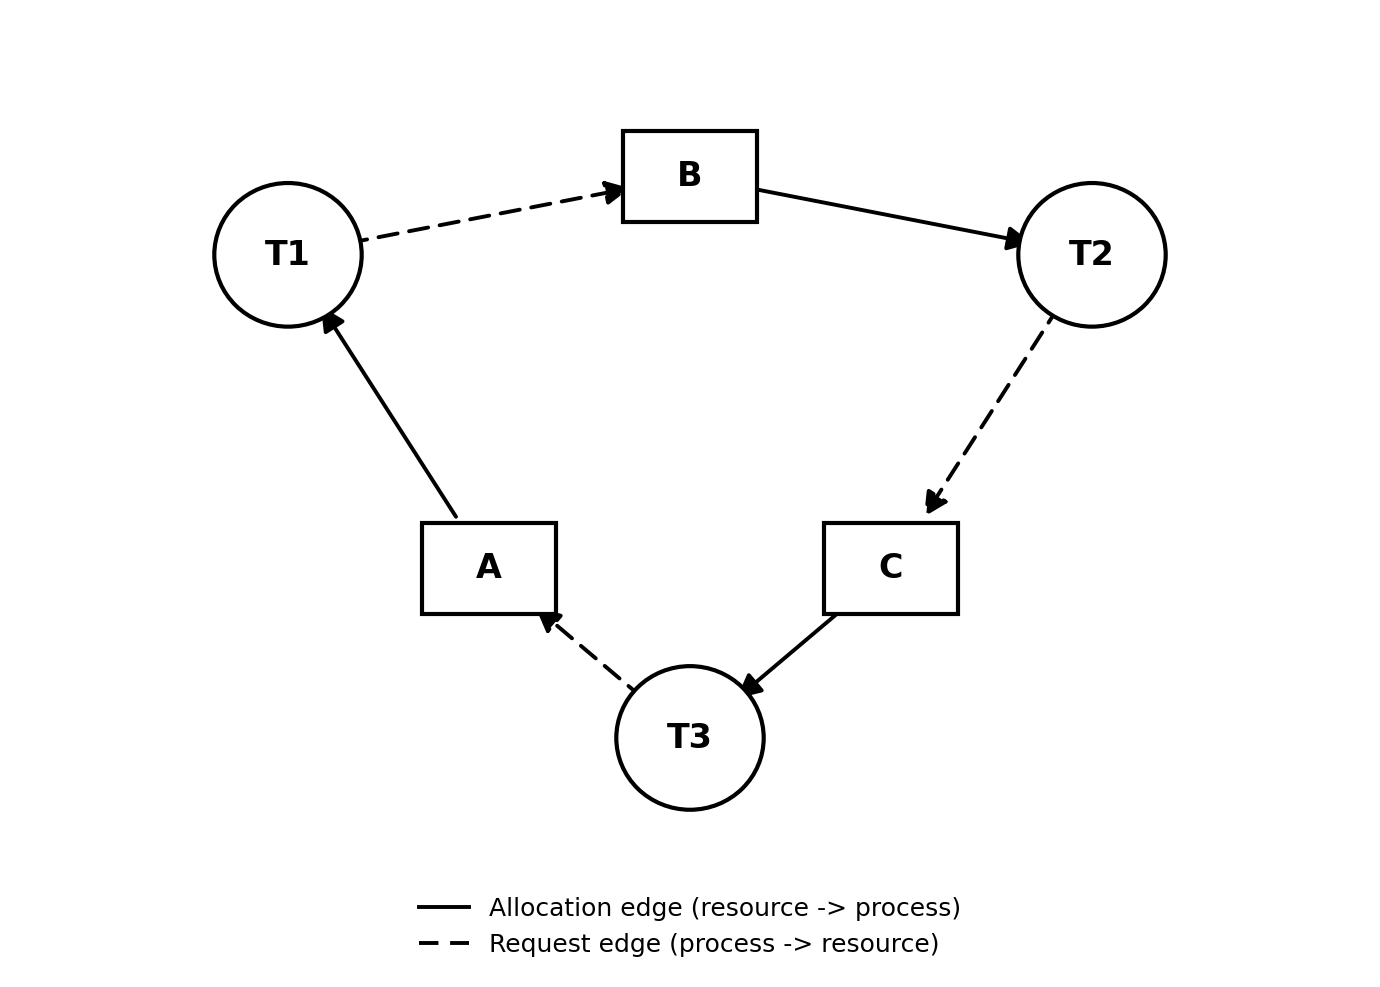 B
T1
T2
A
C
T3
Allocation edge (resource -> process)
Request edge (process -> resource)